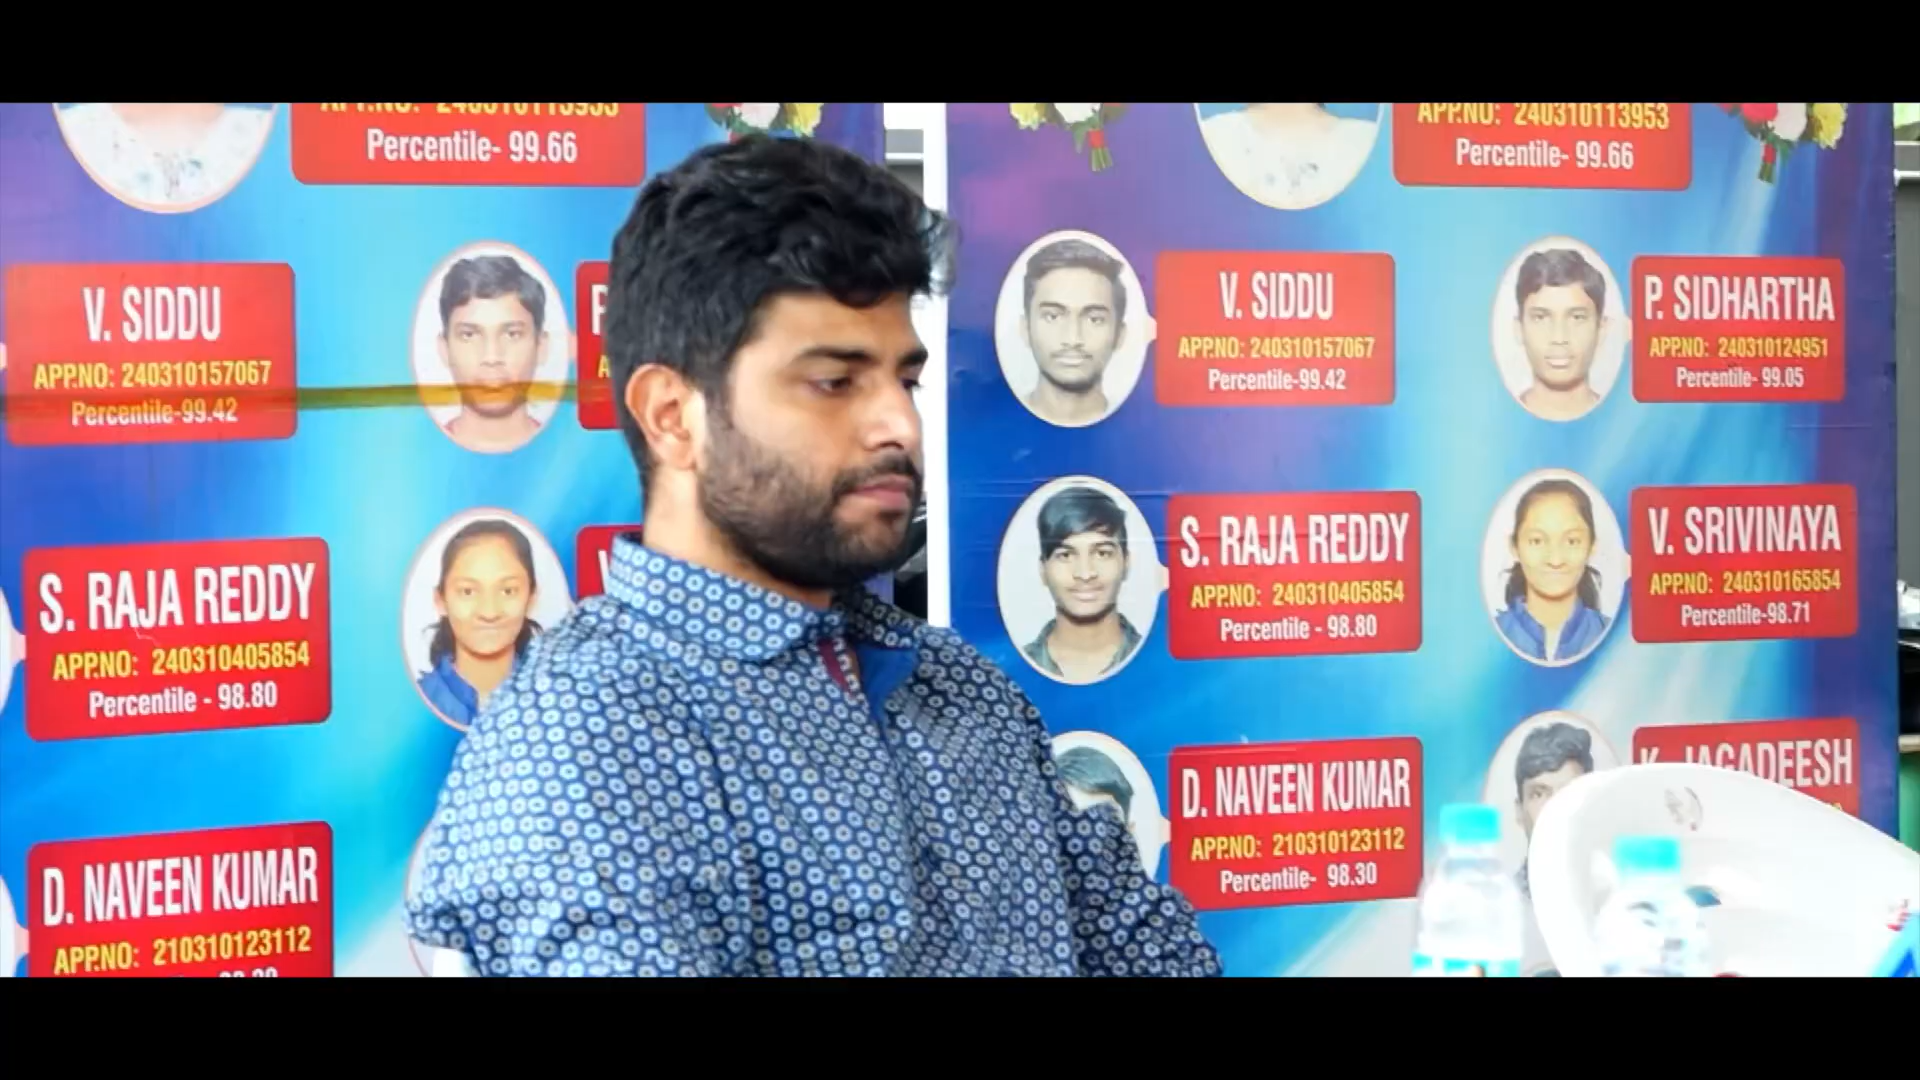 Percentile- 99.66
V. SIDDU
APP.NO: 240310157067
Percentile-99.42
S. RAJA REDDY
APP.NO: 240310405854
Percentile - 98.80
D. NAVEEN KUMAR
APP.NO: 210310123112
APP.NO: 240310113953
Percentile- 99.66
V. SIDDU
APP.NO: 240310157067
Percentile-99.42
P. SIDHARTHA
APP.NO: 240310124951
Percentile- 99.05
S. RAJA REDDY
APP.NO: 240310405854
Percentile - 98.80
V. SRIVINAYA
APP.NO: 240310165854
Percentile-98.71
D. NAVEEN KUMAR
APP.NO: 210310123112
Percentile- 98.30
K. JAGADEESH